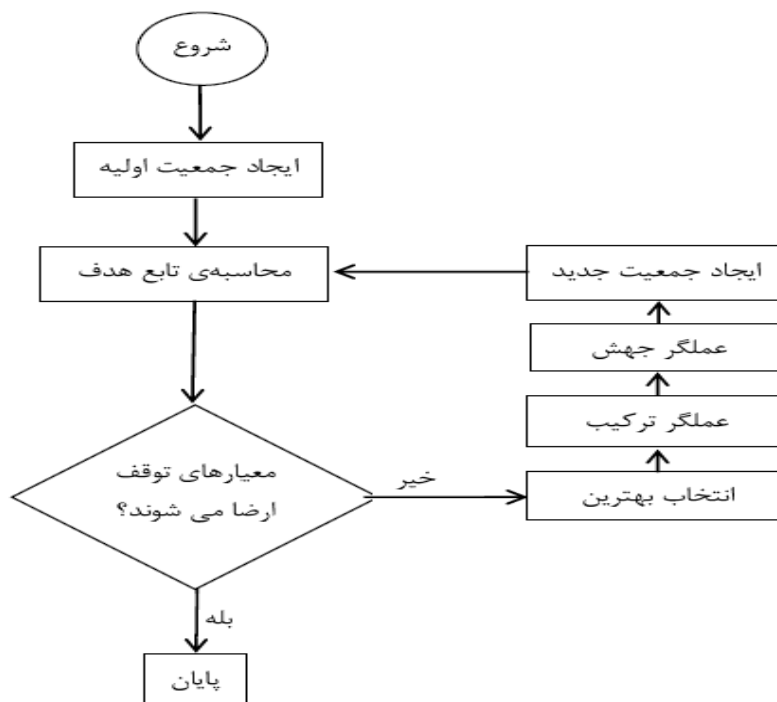 شروع
ایجاد جمعیت اولیه
محاسبه‌ی تابع هدف
معیارهای توقف
ارضا می شوند؟
خیر
بله
پایان
انتخاب بهترین
عملگر ترکیب
عملگر جهش
ایجاد جمعیت جدید